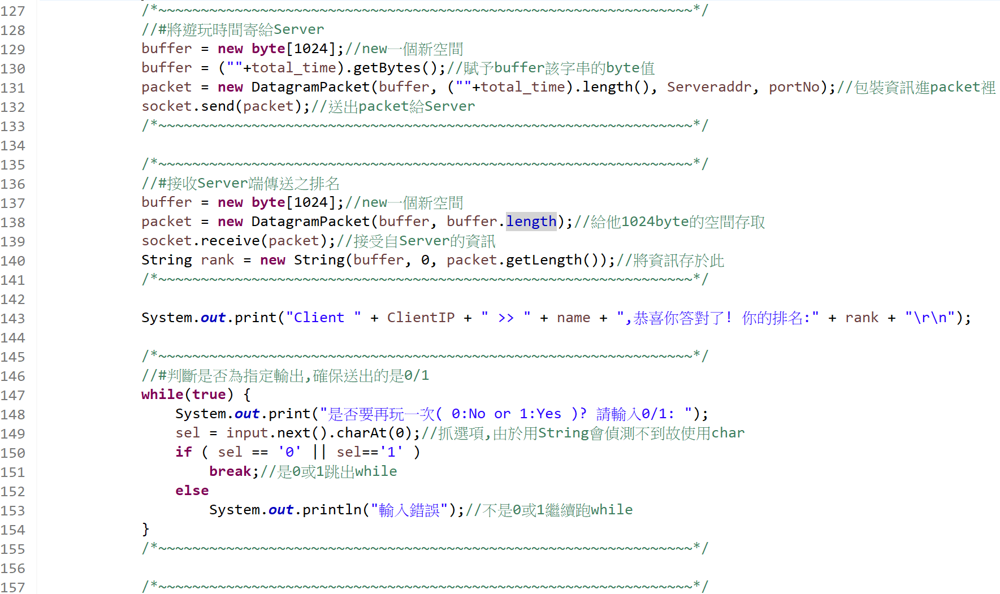 127 /*~~~~~~~~~~~~~~~~~~~~~~~~~~~~~~~~~~~~~~~~~~~~~~~~~~~~~~~~~~~~~~~*/
128 //#將遊玩時間寄給Server
129 buffer = new byte[1024];//new一個新空間
130 buffer = (""+total_time).getBytes();//賦予buffer該字串的byte值
131 packet = new DatagramPacket(buffer, (""+total_time).length(), Serveraddr, portNo);//包裝資訊進packet裡
132 socket.send(packet);//送出packet給Server
133 /*~~~~~~~~~~~~~~~~~~~~~~~~~~~~~~~~~~~~~~~~~~~~~~~~~~~~~~~~~~~~~~~*/
134
135 /*~~~~~~~~~~~~~~~~~~~~~~~~~~~~~~~~~~~~~~~~~~~~~~~~~~~~~~~~~~~~~~~*/
136 //#接收Server端傳送之排名
137 buffer = new byte[1024];//new一個新空間
138 packet = new DatagramPacket(buffer, buffer.length);//給他1024byte的空間存取
139 socket.receive(packet);//接受自Server的資訊
140 String rank = new String(buffer, 0, packet.getLength());//將資訊存於此
141 /*~~~~~~~~~~~~~~~~~~~~~~~~~~~~~~~~~~~~~~~~~~~~~~~~~~~~~~~~~~~~~~~*/
142
143 System.out.print("Client " + ClientIP + " >> " + name + ",恭喜你答對了! 你的排名:" + rank + "\r\n");
144
145 /*~~~~~~~~~~~~~~~~~~~~~~~~~~~~~~~~~~~~~~~~~~~~~~~~~~~~~~~~~~~~~~~*/
146 //#判斷是否為指定輸出,確保送出的是0/1
147 while(true) {
148 System.out.print("是否要再玩一次( 0:No or 1:Yes )? 請輸入0/1: ");
149 sel = input.next().charAt(0);//抓選項,由於用String會偵測不到故使用char
150 if ( sel == '0' || sel=='1' )
151 break;//是0或1跳出while
152 else
153 System.out.println("輸入錯誤");//不是0或1繼續跑while
154 }
155 /*~~~~~~~~~~~~~~~~~~~~~~~~~~~~~~~~~~~~~~~~~~~~~~~~~~~~~~~~~~~~~~~*/
156
157 /*~~~~~~~~~~~~~~~~~~~~~~~~~~~~~~~~~~~~~~~~~~~~~~~~~~~~~~~~~~~~~~~*/